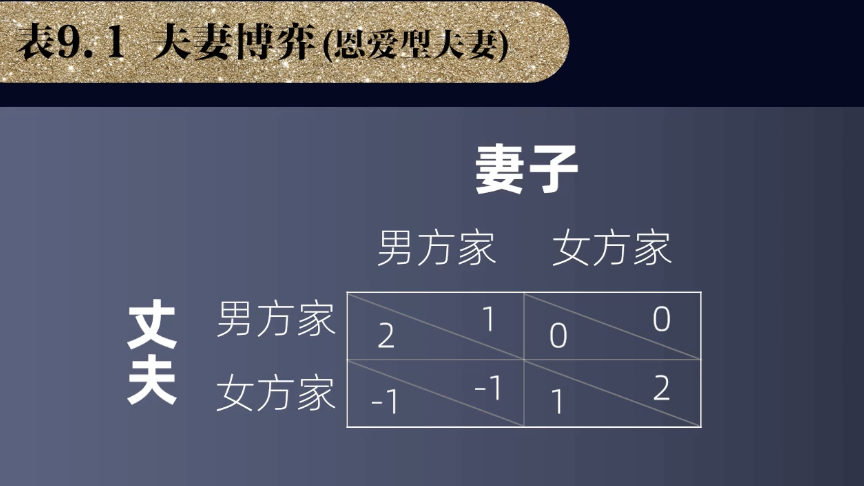 表9.1 夫妻博弈(恩爱型夫妻)
妻子
男方家 女方家
丈夫
男方家 2 1 0 0
女方家 -1 -1 1 2